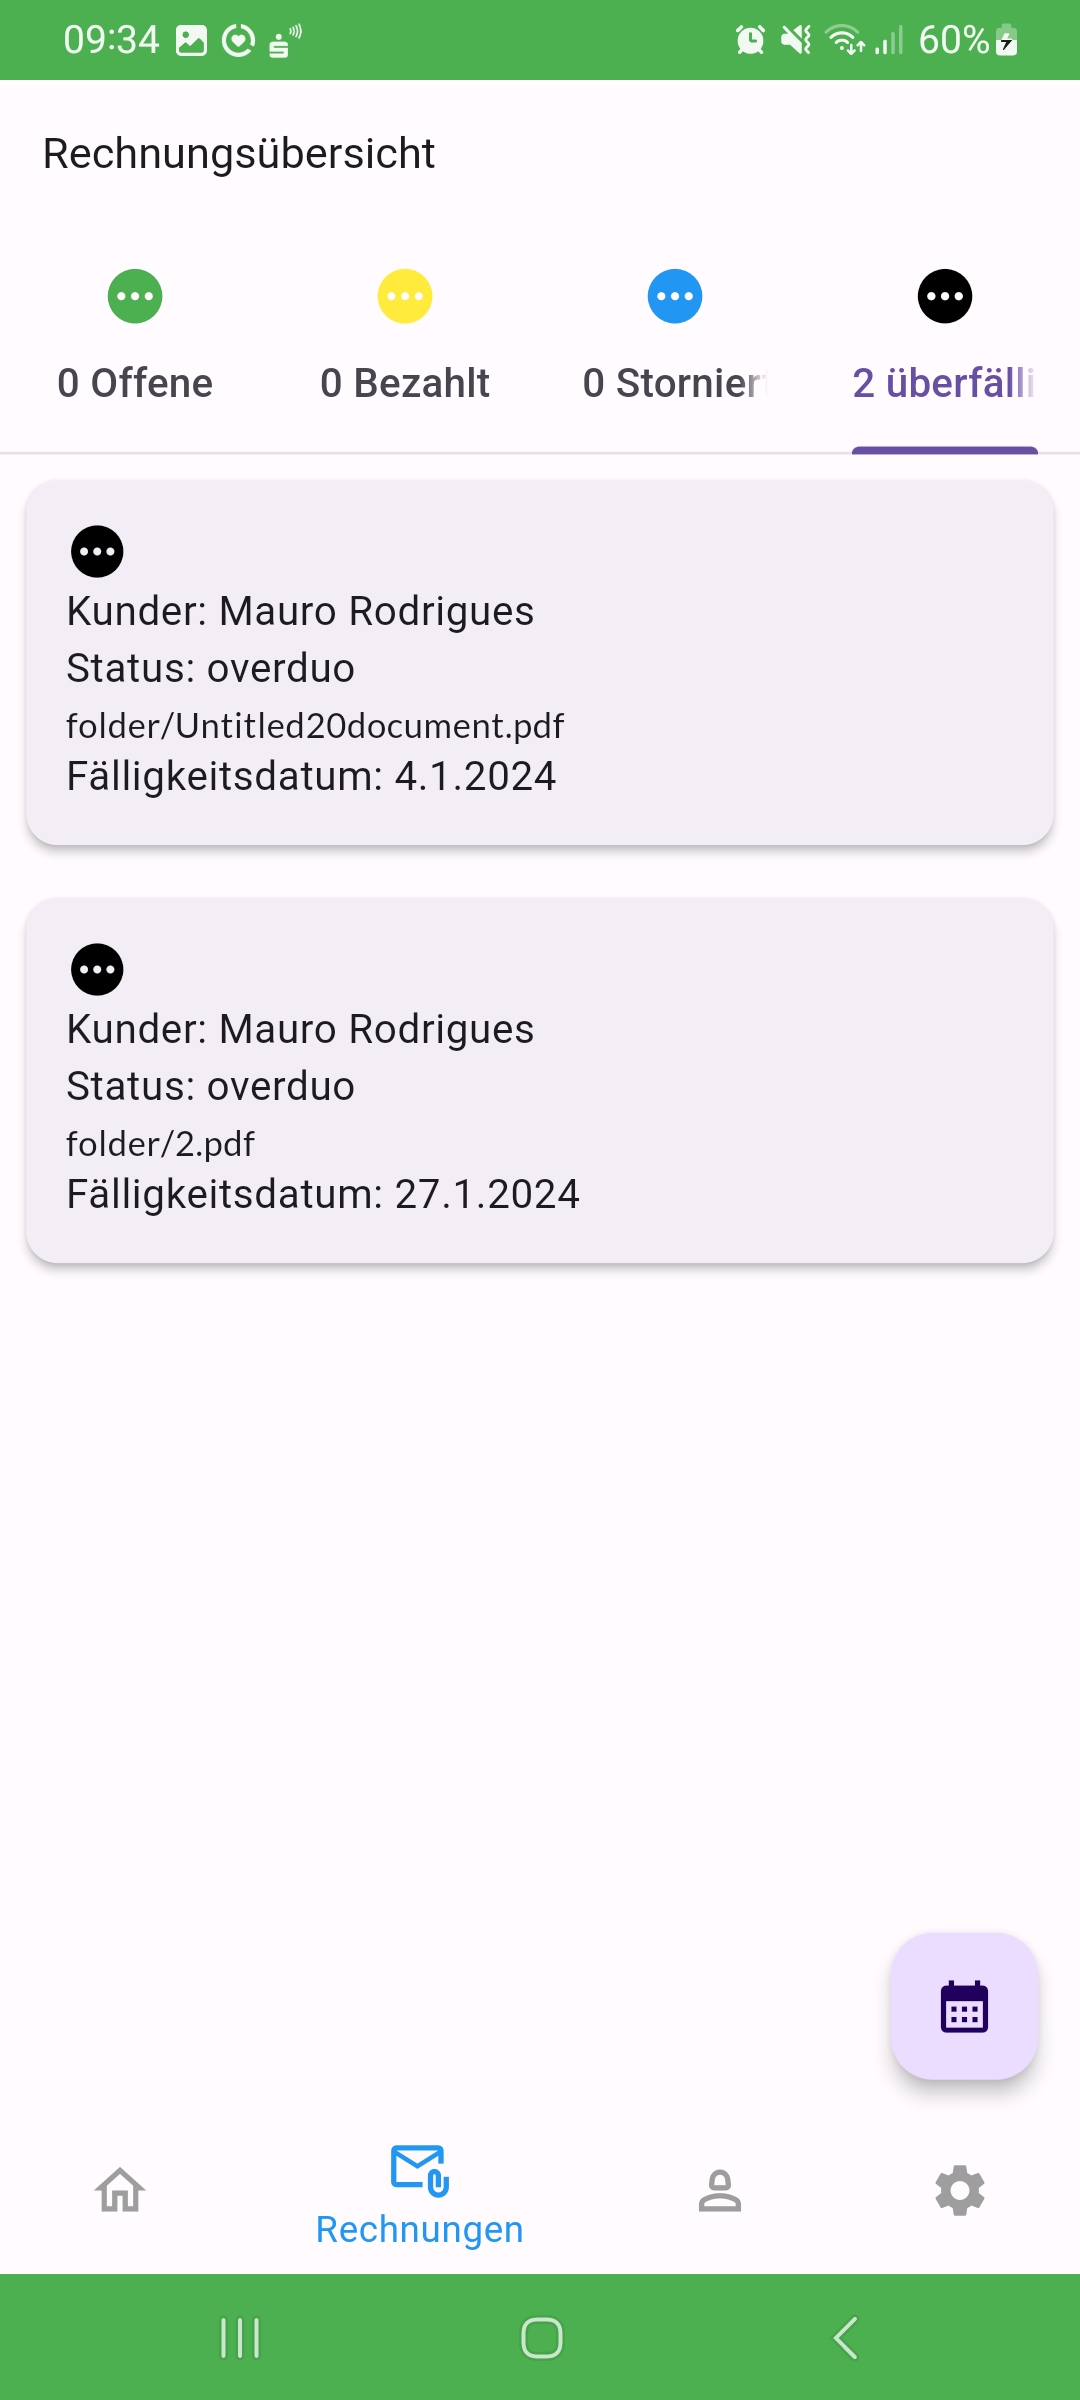 09:34 60%
Rechnungsübersicht
0 Offene 0 Bezahlt 0 Stornier 2 überfälli
Kunder: Mauro Rodrigues
Status: overduo
folder/Untitled20document.pdf
Fälligkeitsdatum: 4.1.2024
Kunder: Mauro Rodrigues
Status: overduo
folder/2.pdf
Fälligkeitsdatum: 27.1.2024
Rechnungen